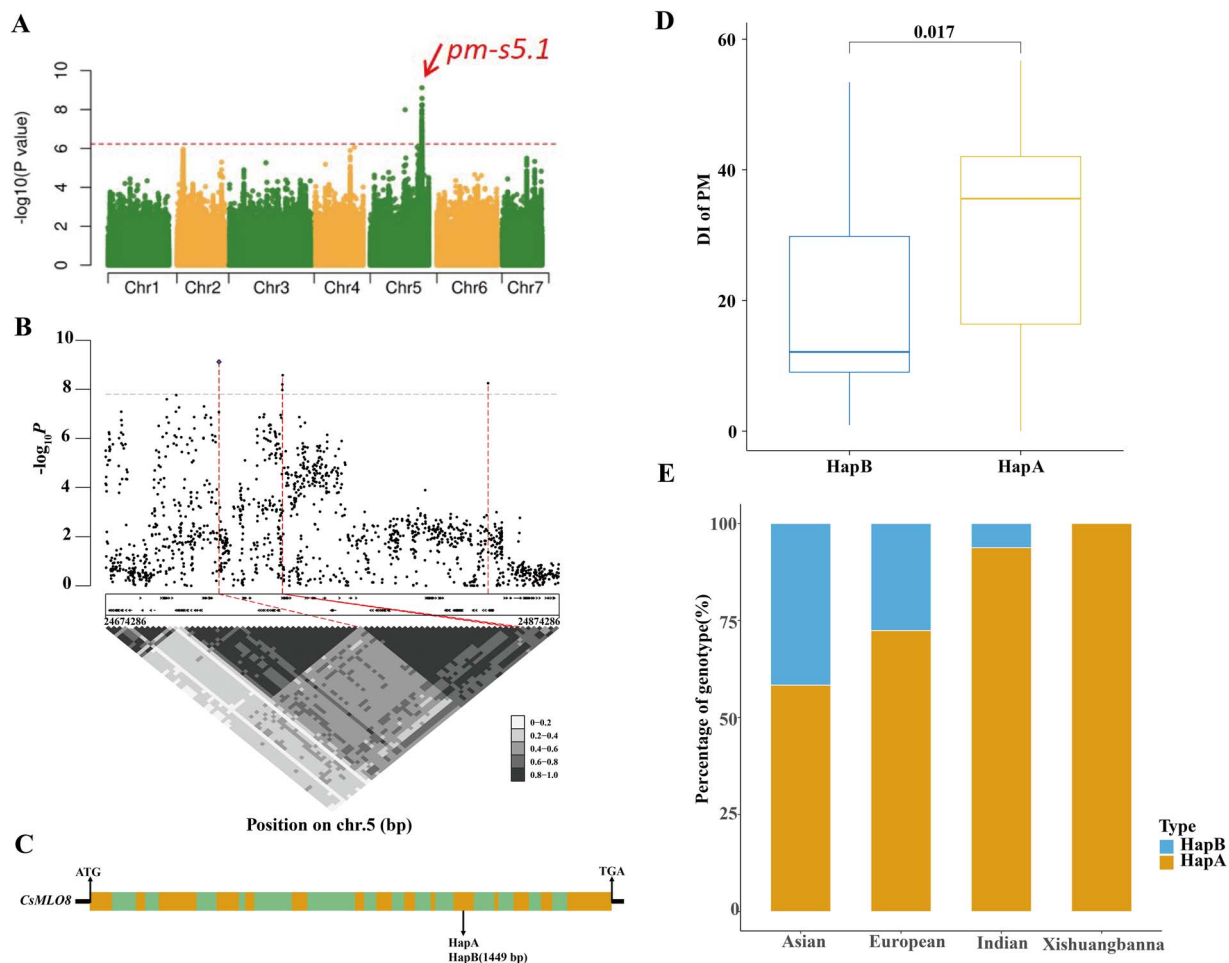 A
pm-s5.1
-log10(P value)
10
8
6
4
2
0
Chr1 Chr2 Chr3 Chr4 Chr5 Chr6 Chr7
B
-log10P
10
8
6
4
2
0
24674286 24874286
0−0.2
0.2−0.4
0.4−0.6
0.6−0.8
0.8−1.0
Position on chr.5 (bp)
C
ATG TGA
CsMLO8
HapA
HapB(1449 bp)
D
0.017
DI of PM
60
40
20
0
HapB HapA
E
Percentage of genotype(%)
100
75
50
25
0
Asian European Indian Xishuangbanna
Type
HapB
HapA